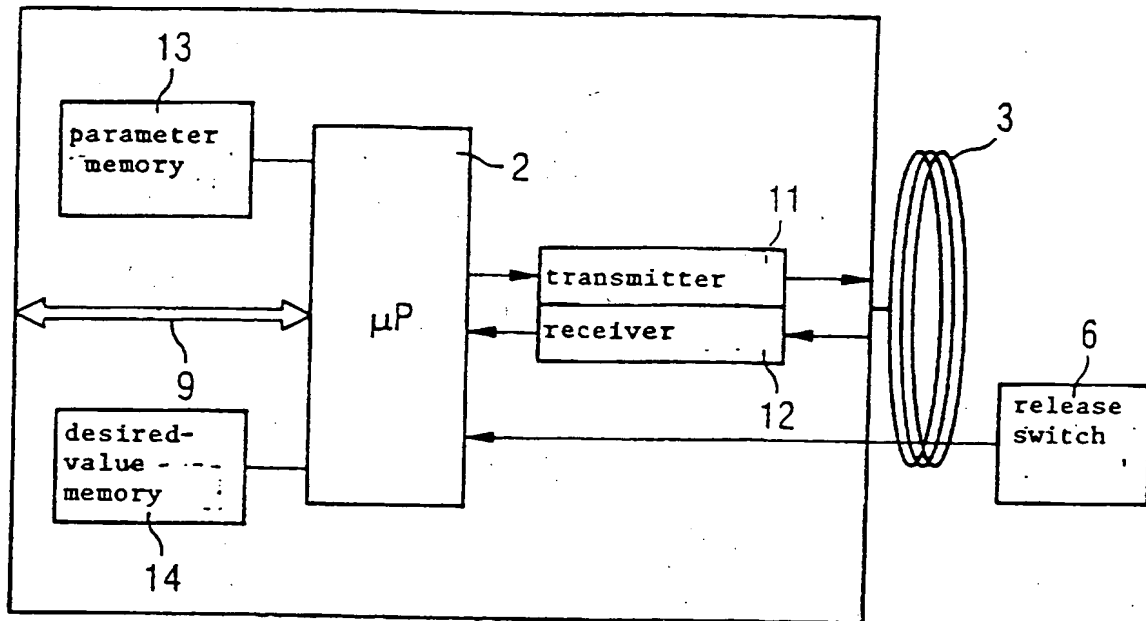 13
parameter
memory
2
3
11
transmitter
μP
receiver
12
9
6
release
switch
desired-
value
memory
14